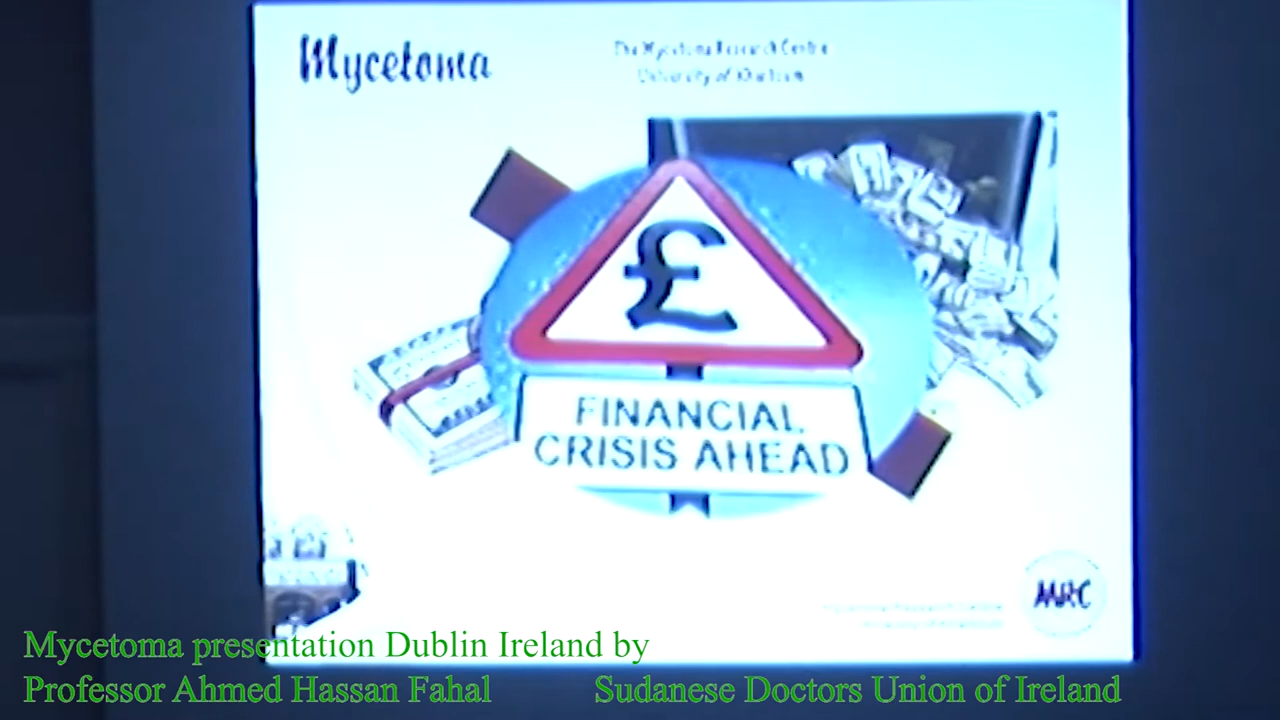 Mycetoma
The Mycetoma Research Centre
University of Khartoum
£
FINANCIAL
CRISIS AHEAD
MRC
Mycetoma presentation Dublin Ireland by
Professor Ahmed Hassan Fahal Sudanese Doctors Union of Ireland